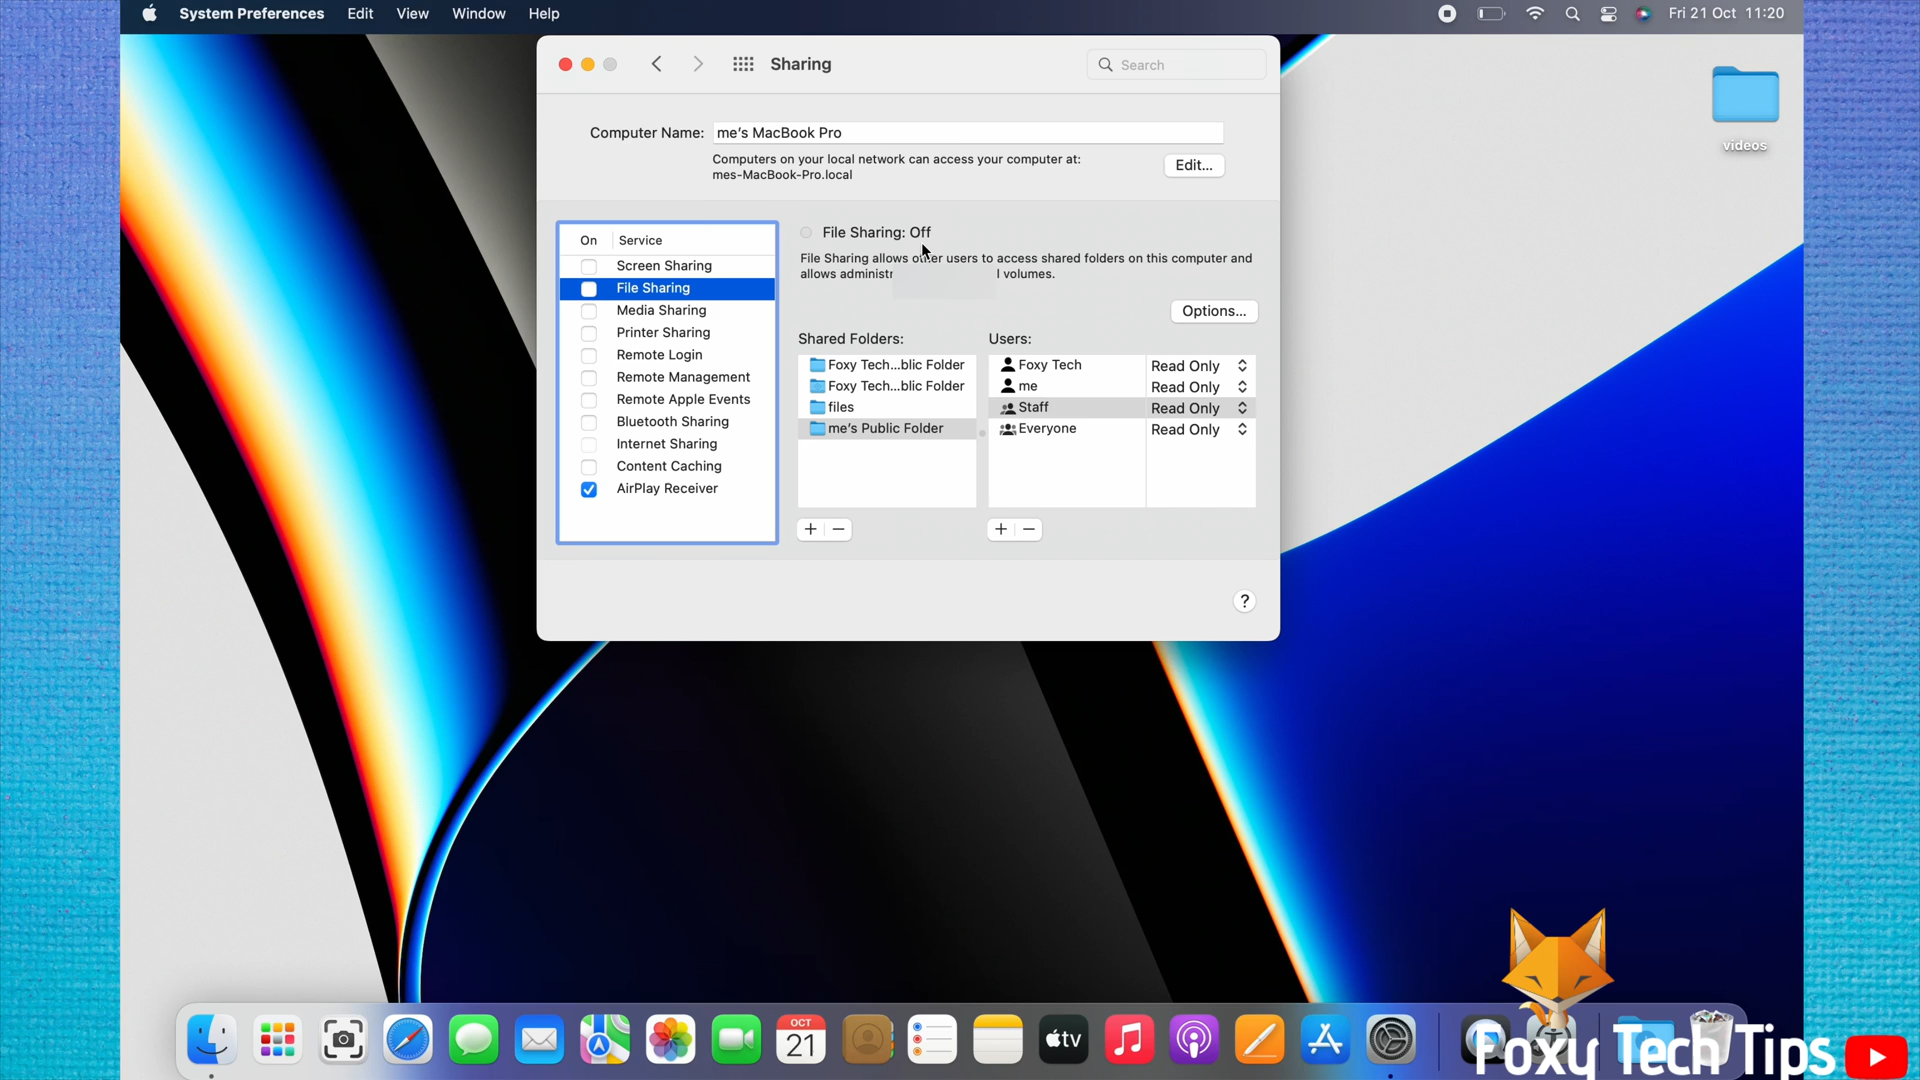 System Preferences Edit View Window Help Fri 21 Oct 11:20
Sharing
Search
videos
Computer Name: me's MacBook Pro
Computers on your local network can access your computer at:
mes-MacBook-Pro.local
Edit...
On Service
Screen Sharing
File Sharing
Media Sharing
Printer Sharing
Remote Login
Remote Management
Remote Apple Events
Bluetooth Sharing
Internet Sharing
Content Caching
AirPlay Receiver
File Sharing: Off
File Sharing allows other users to access shared folders on this computer and
allows administr l volumes.
Options...
Shared Folders:
Foxy Tech...blic Folder
Foxy Tech...blic Folder
files
me's Public Folder
+ −
Users:
Foxy Tech Read Only
me Read Only
Staff Read Only
Everyone Read Only
+ −
?
OCT
21
tv
Foxy Tech Tips